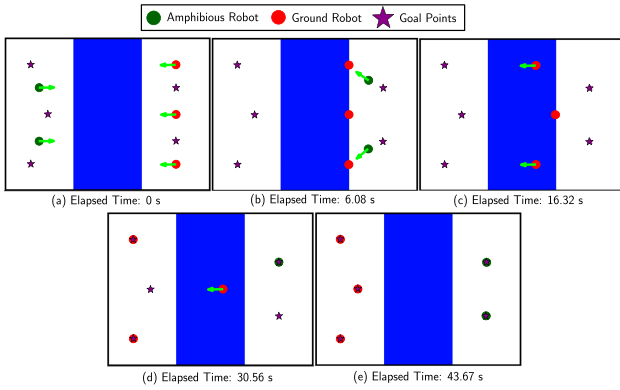 Amphibious Robot Ground Robot Goal Points
(a) Elapsed Time: 0 s (b) Elapsed Time: 6.08 s (c) Elapsed Time: 16.32 s
(d) Elapsed Time: 30.56 s (e) Elapsed Time: 43.67 s